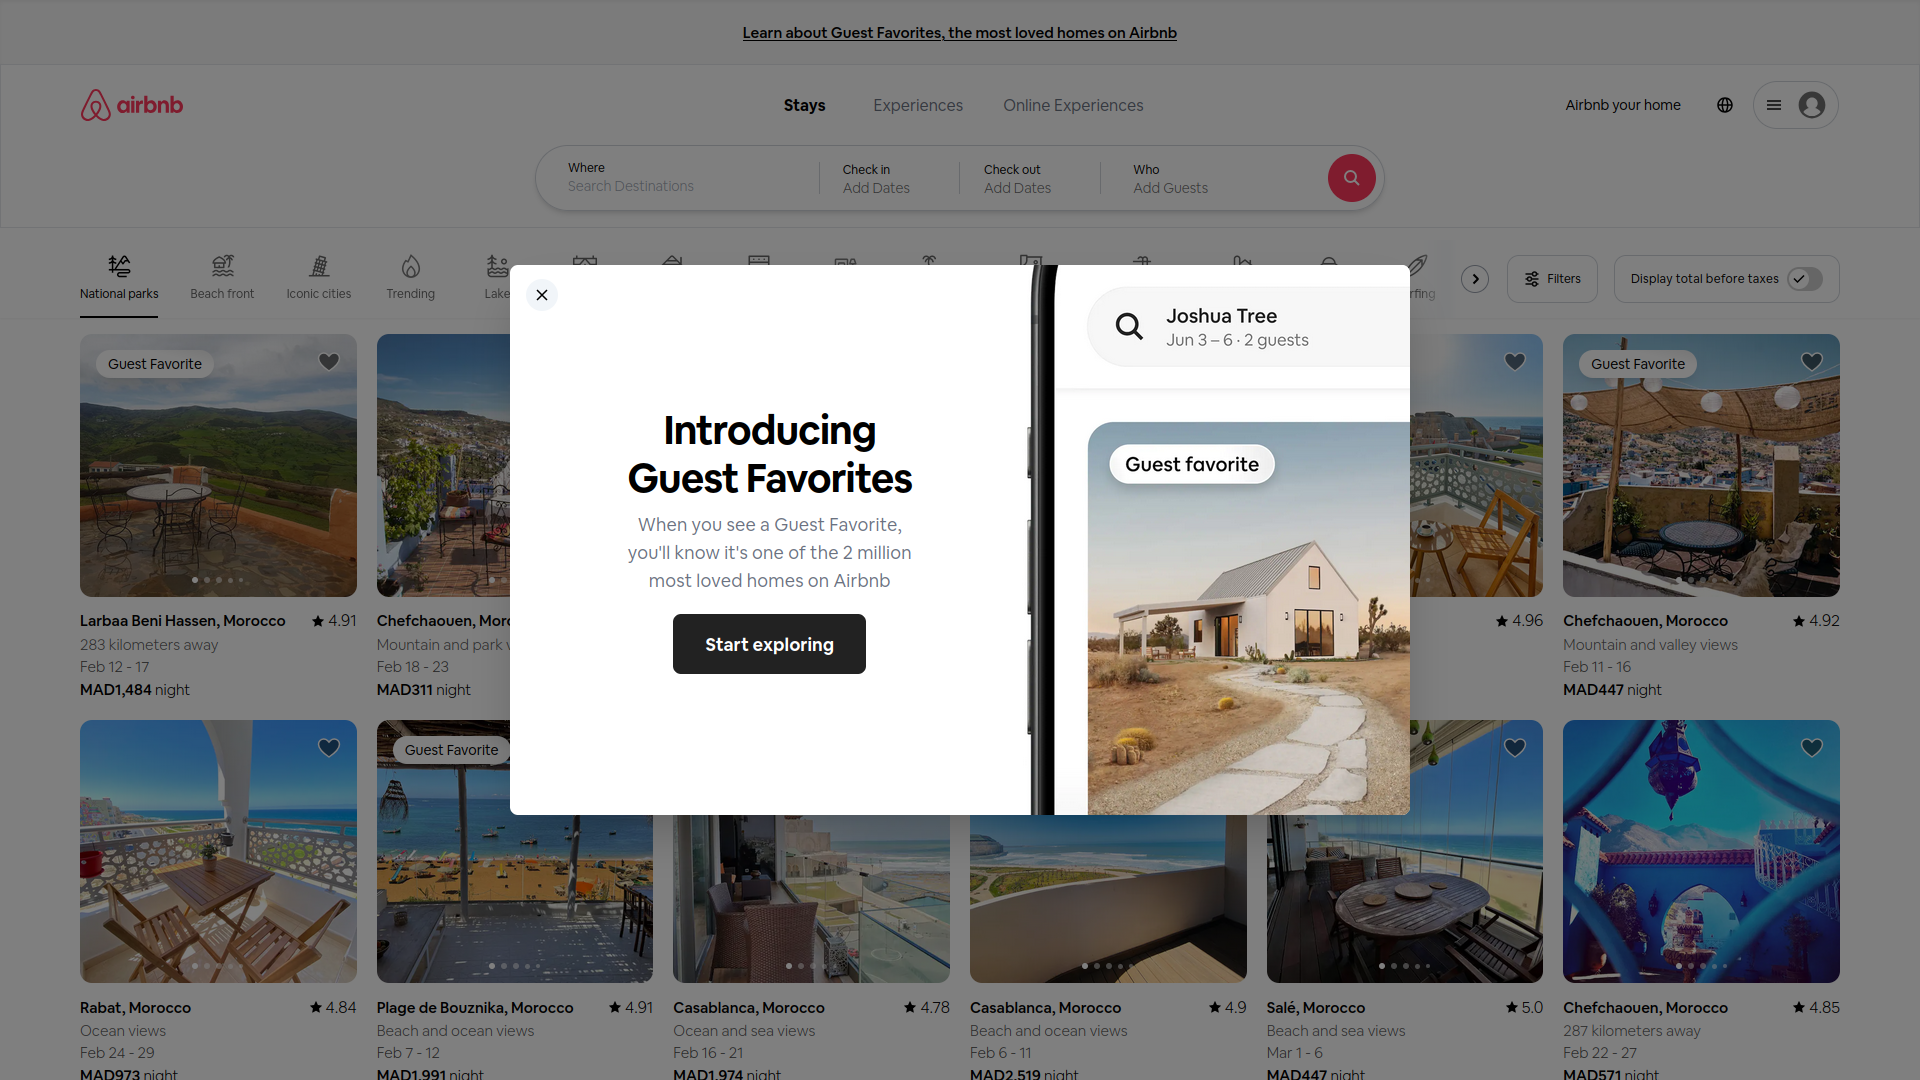 Learn about Guest Favorites, the most loved homes on Airbnb
airbnb
Stays
Experiences
Online Experiences
Airbnb your home
Where
Search Destinations
Check in
Add Dates
Check out
Add Dates
Who
Add Guests
National parks
Beach front
Iconic cities
Trending
Filters
Display total before taxes
Introducing
Guest Favorites
When you see a Guest Favorite,
you'll know it's one of the 2 million
most loved homes on Airbnb
Start exploring
Joshua Tree
Jun 3 – 6 · 2 guests
Guest favorite
Guest Favorite
Larbaa Beni Hassen, Morocco 4.91
283 kilometers away
Feb 12 - 17
MAD1,484 night
Chefchaouen,
Mountain and park
Feb 18 - 23
MAD311 night
4.96
Guest Favorite
Chefchaouen, Morocco 4.92
Mountain and valley views
Feb 11 - 16
MAD447 night
Rabat, Morocco 4.84
Ocean views
Feb 24 - 29
MAD973 night
Guest Favorite
Plage de Bouznika, Morocco 4.91
Beach and ocean views
Feb 7 - 12
MAD1,991 night
Casablanca, Morocco 4.78
Ocean and sea views
Feb 16 - 21
MAD1,974 night
Casablanca, Morocco 4.9
Beach and ocean views
Feb 6 - 11
MAD2,519 night
Salé, Morocco 5.0
Beach and sea views
Mar 1 - 6
MAD447 night
Chefchaouen, Morocco 4.85
287 kilometers away
Feb 22 - 27
MAD571 night